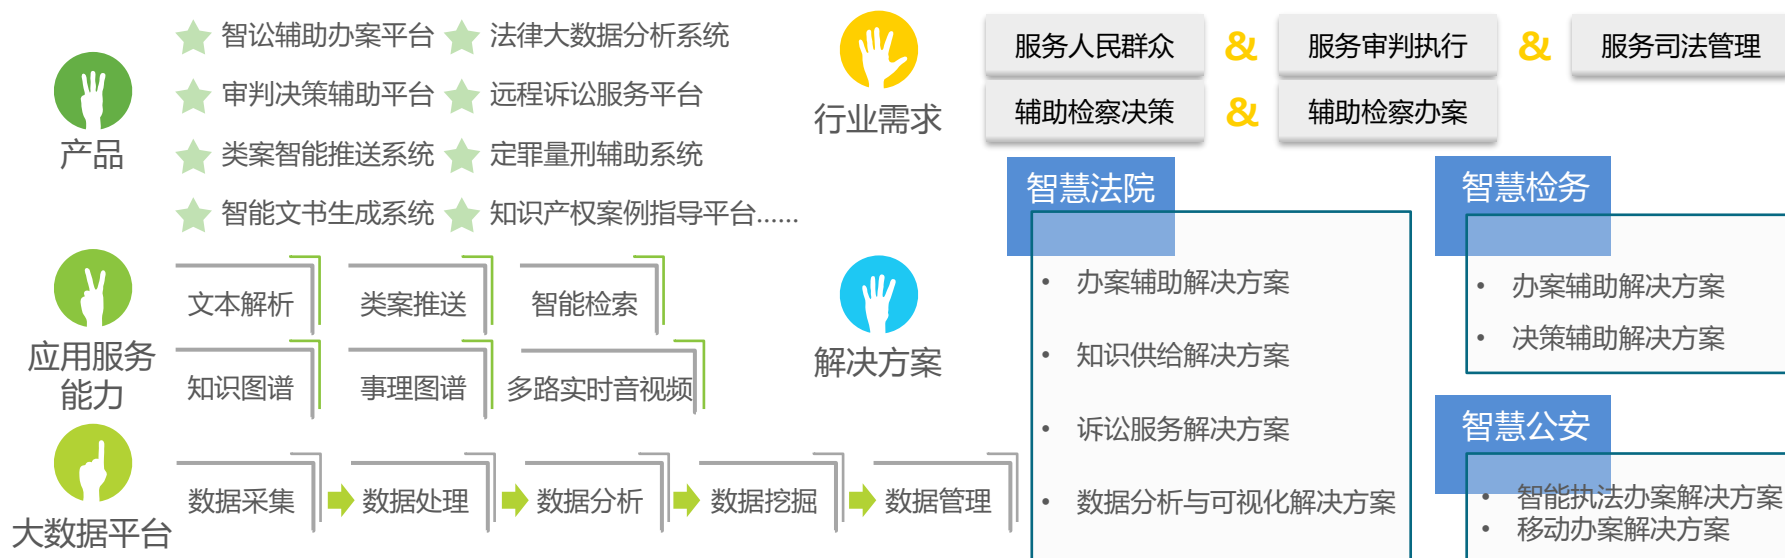 智讼辅助办案平台 法律大数据分析系统
审判决策辅助平台 远程诉讼服务平台
产品
类案智能推送系统 定罪量刑辅助系统
智能文书生成系统 知识产权案例指导平台......
文本解析 类案推送 智能检索
应用服务
能力
知识图谱 事理图谱 多路实时音视频
数据采集 数据处理 数据分析 数据挖掘 数据管理
大数据平台
服务人民群众 & 服务审判执行 & 服务司法管理
行业需求
辅助检察决策 & 辅助检察办案
解决方案
智慧法院
• 办案辅助解决方案
• 知识供给解决方案
• 诉讼服务解决方案
• 数据分析与可视化解决方案
智慧检务
• 办案辅助解决方案
• 决策辅助解决方案
智慧公安
• 智能执法办案解决方案
• 移动办案解决方案